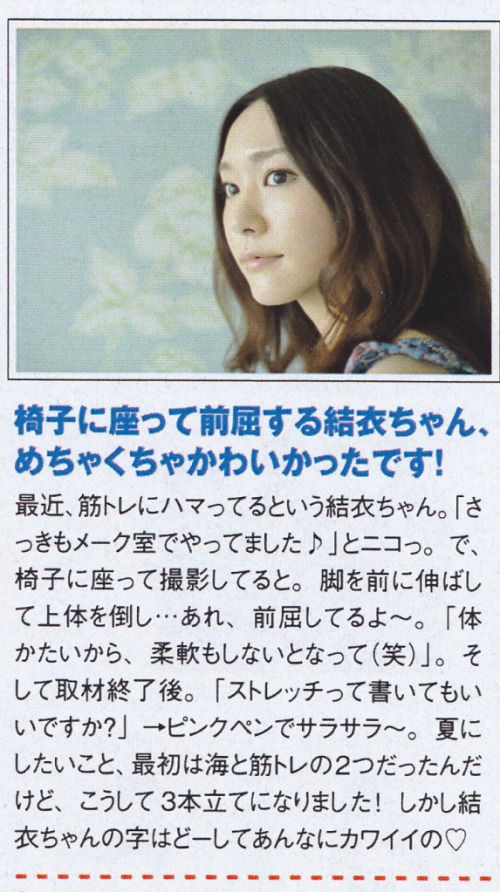 椅子に座って前屈する結衣ちゃん、
めちゃくちゃかわいかったです!
最近、筋トレにハマってるという結衣ちゃん。「さ
っきもメーク室でやってました♪」とニコっ。で、
椅子に座って撮影してると。脚を前に伸ばし
て上体を倒し…あれ、前屈してるよ〜。「体
かたいから、柔軟もしないとなって(笑)」。そ
して取材終了後。「ストレッチって書いてもい
いですか?」→ピンクペンでサラサラ〜。夏に
したいこと、最初は海と筋トレの2つだったんだ
けど、こうして3本立てになりました! しかし結
衣ちゃんの字はどーしてあんなにカワイイの♡